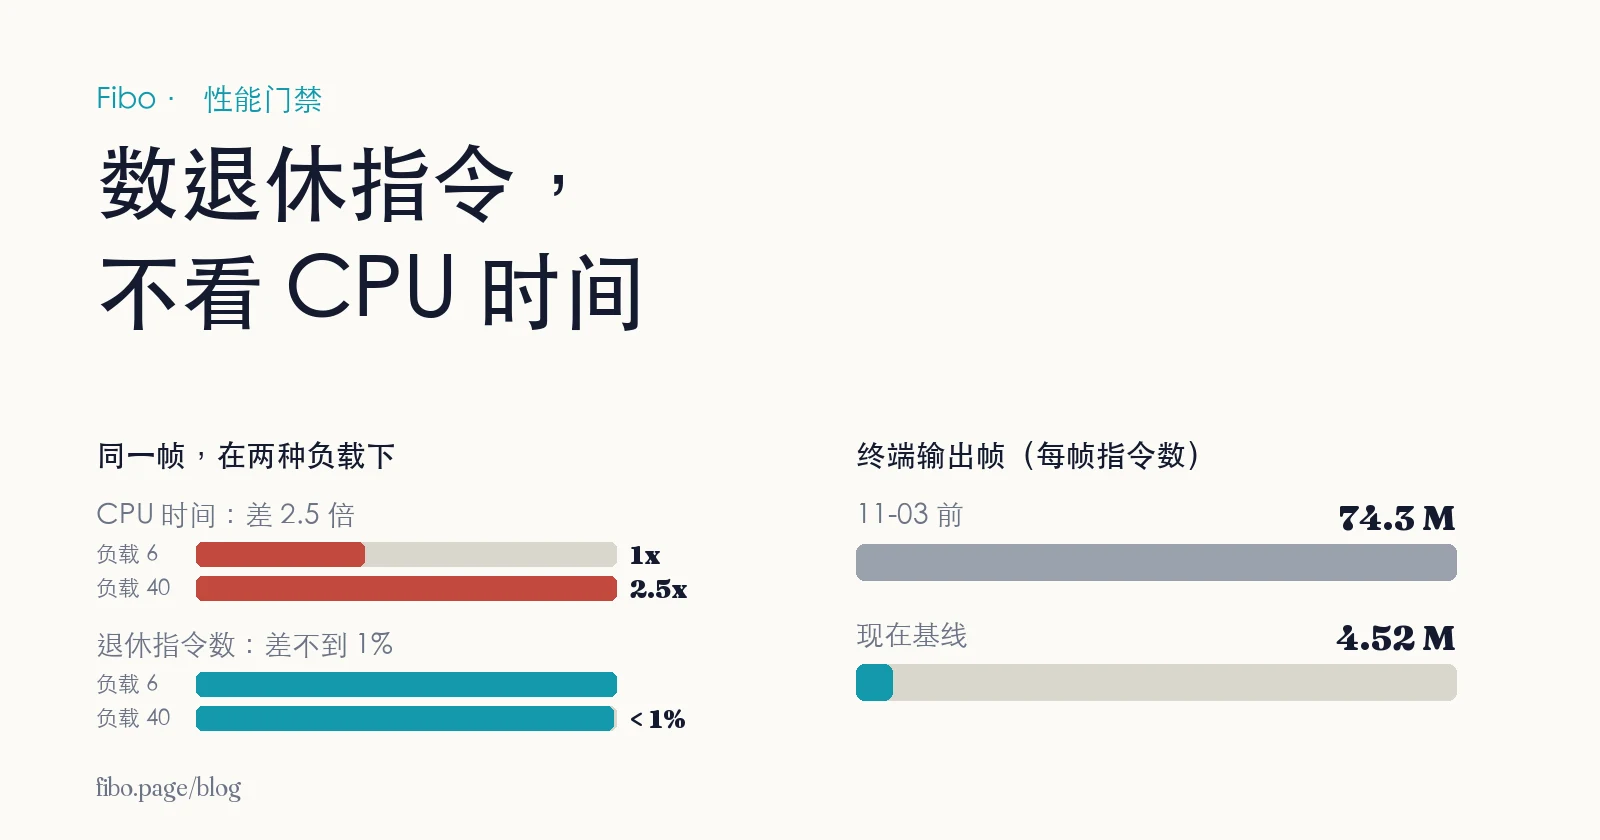 Fibo · 性能门禁
数退休指令，
不看 CPU 时间
同一帧，在两种负载下
CPU 时间：差 2.5 倍
负载 6 1x
负载 40 2.5x
退休指令数：差不到 1%
负载 6
负载 40 <1%
终端输出帧（每帧指令数）
11-03 前 74.3 M
现在基线 4.52 M
fibo.page/blog